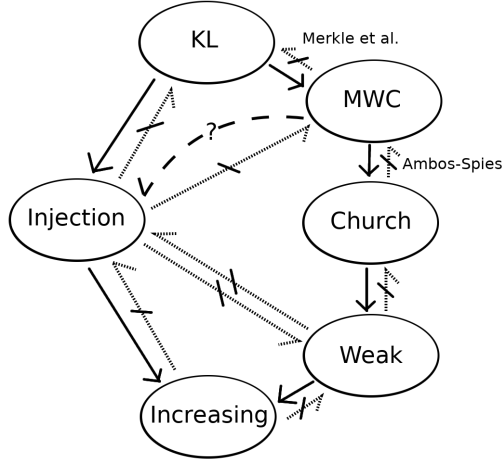 KL
Merkle et al.
MWC
?
Ambos-Spies
Injection
Church
Weak
Increasing